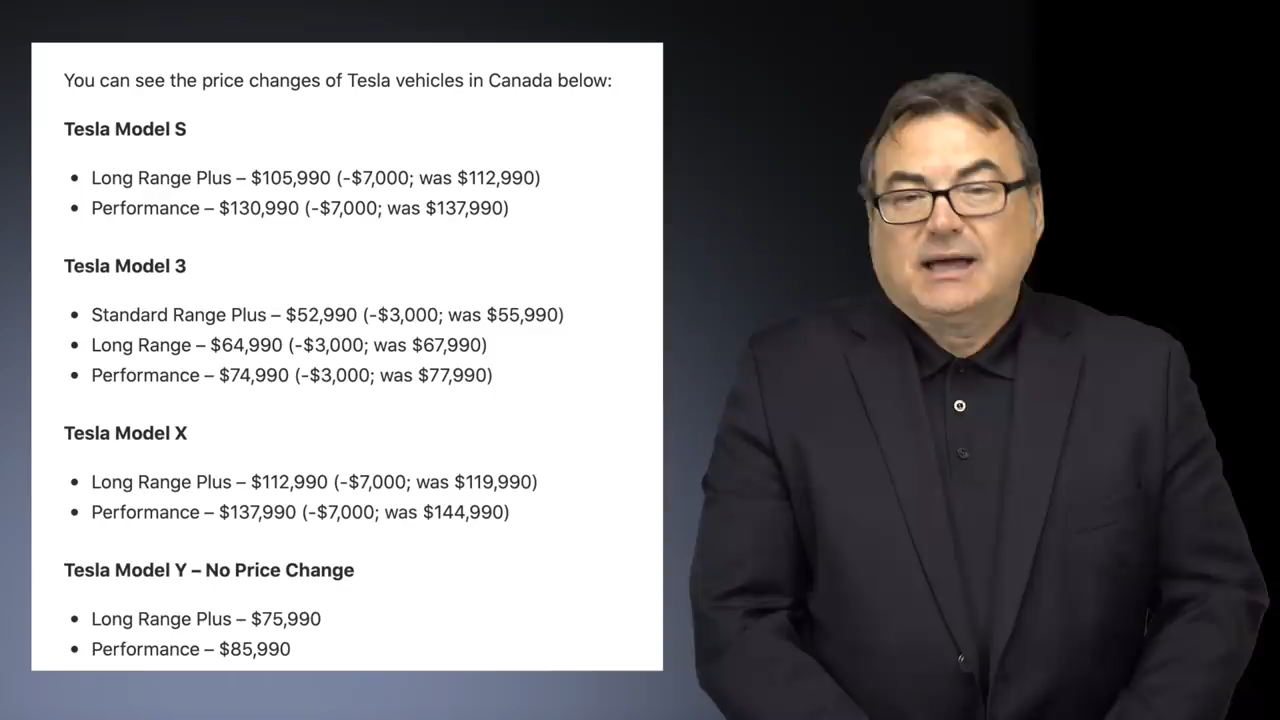 You can see the price changes of Tesla vehicles in Canada below:
Tesla Model S
• Long Range Plus – $105,990 (-$7,000; was $112,990)
• Performance – $130,990 (-$7,000; was $137,990)
Tesla Model 3
• Standard Range Plus – $52,990 (-$3,000; was $55,990)
• Long Range – $64,990 (-$3,000; was $67,990)
• Performance – $74,990 (-$3,000; was $77,990)
Tesla Model X
• Long Range Plus – $112,990 (-$7,000; was $119,990)
• Performance – $137,990 (-$7,000; was $144,990)
Tesla Model Y – No Price Change
• Long Range Plus – $75,990
• Performance – $85,990